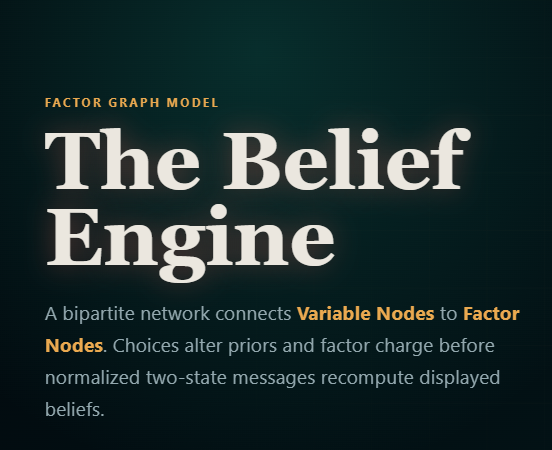 FACTOR GRAPH MODEL
The Belief
Engine
A bipartite network connects Variable Nodes to Factor
Nodes. Choices alter priors and factor charge before
normalized two-state messages recompute displayed
beliefs.